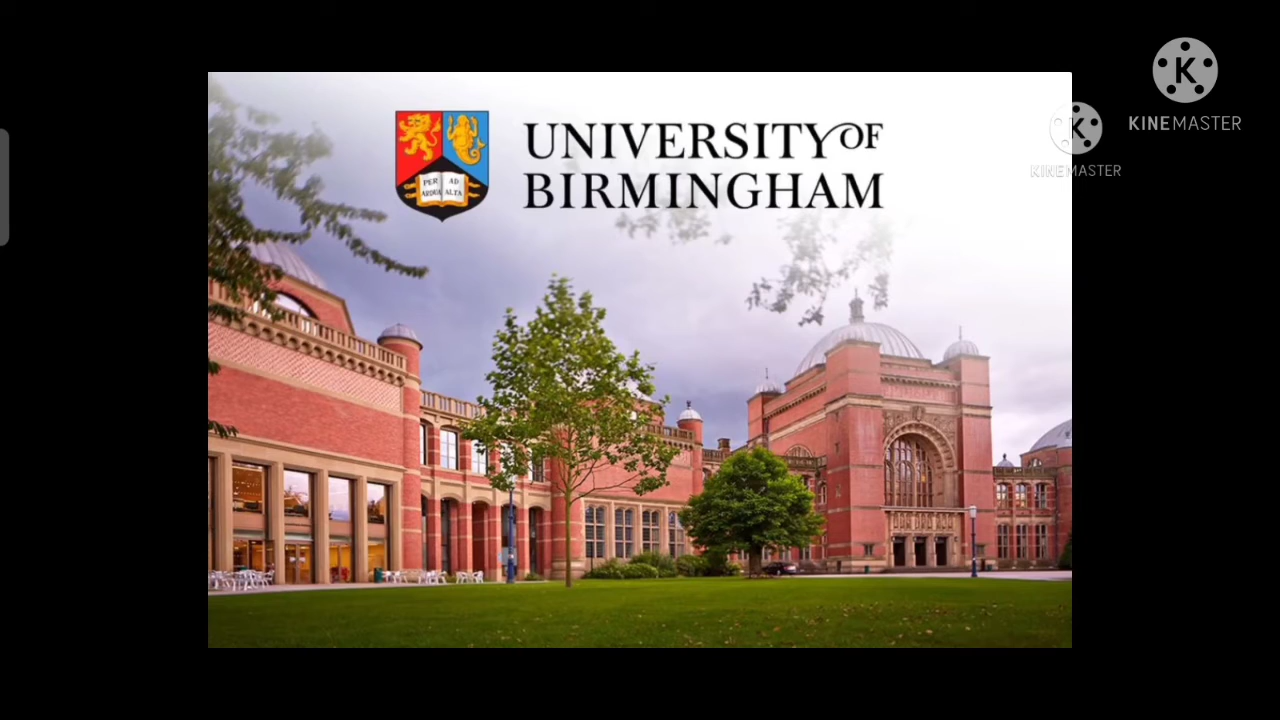 UNIVERSITY OF
BIRMINGHAM
PER AD
ARDUA ALTA
K
KINEMASTER
K
KINEMASTER